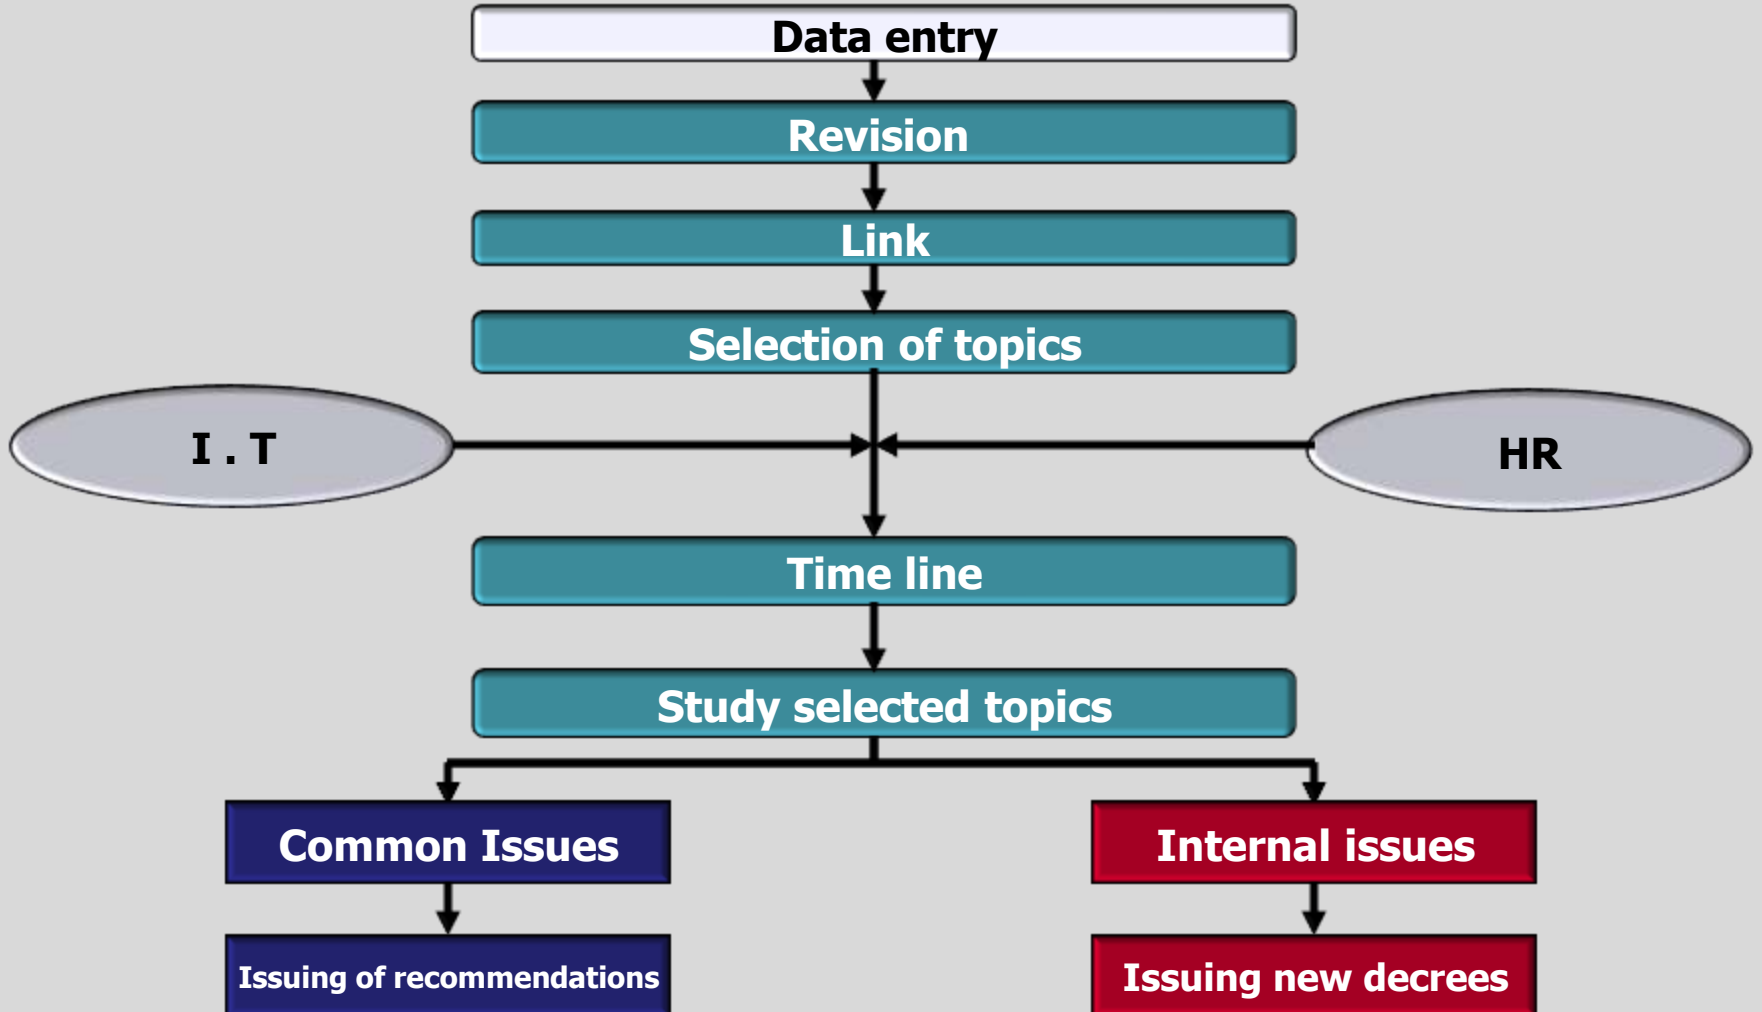 Data entry
Revision
Link
Selection of topics
I . T
HR
Time line
Study selected topics
Common Issues
Internal issues
Issuing of recommendations
Issuing new decrees